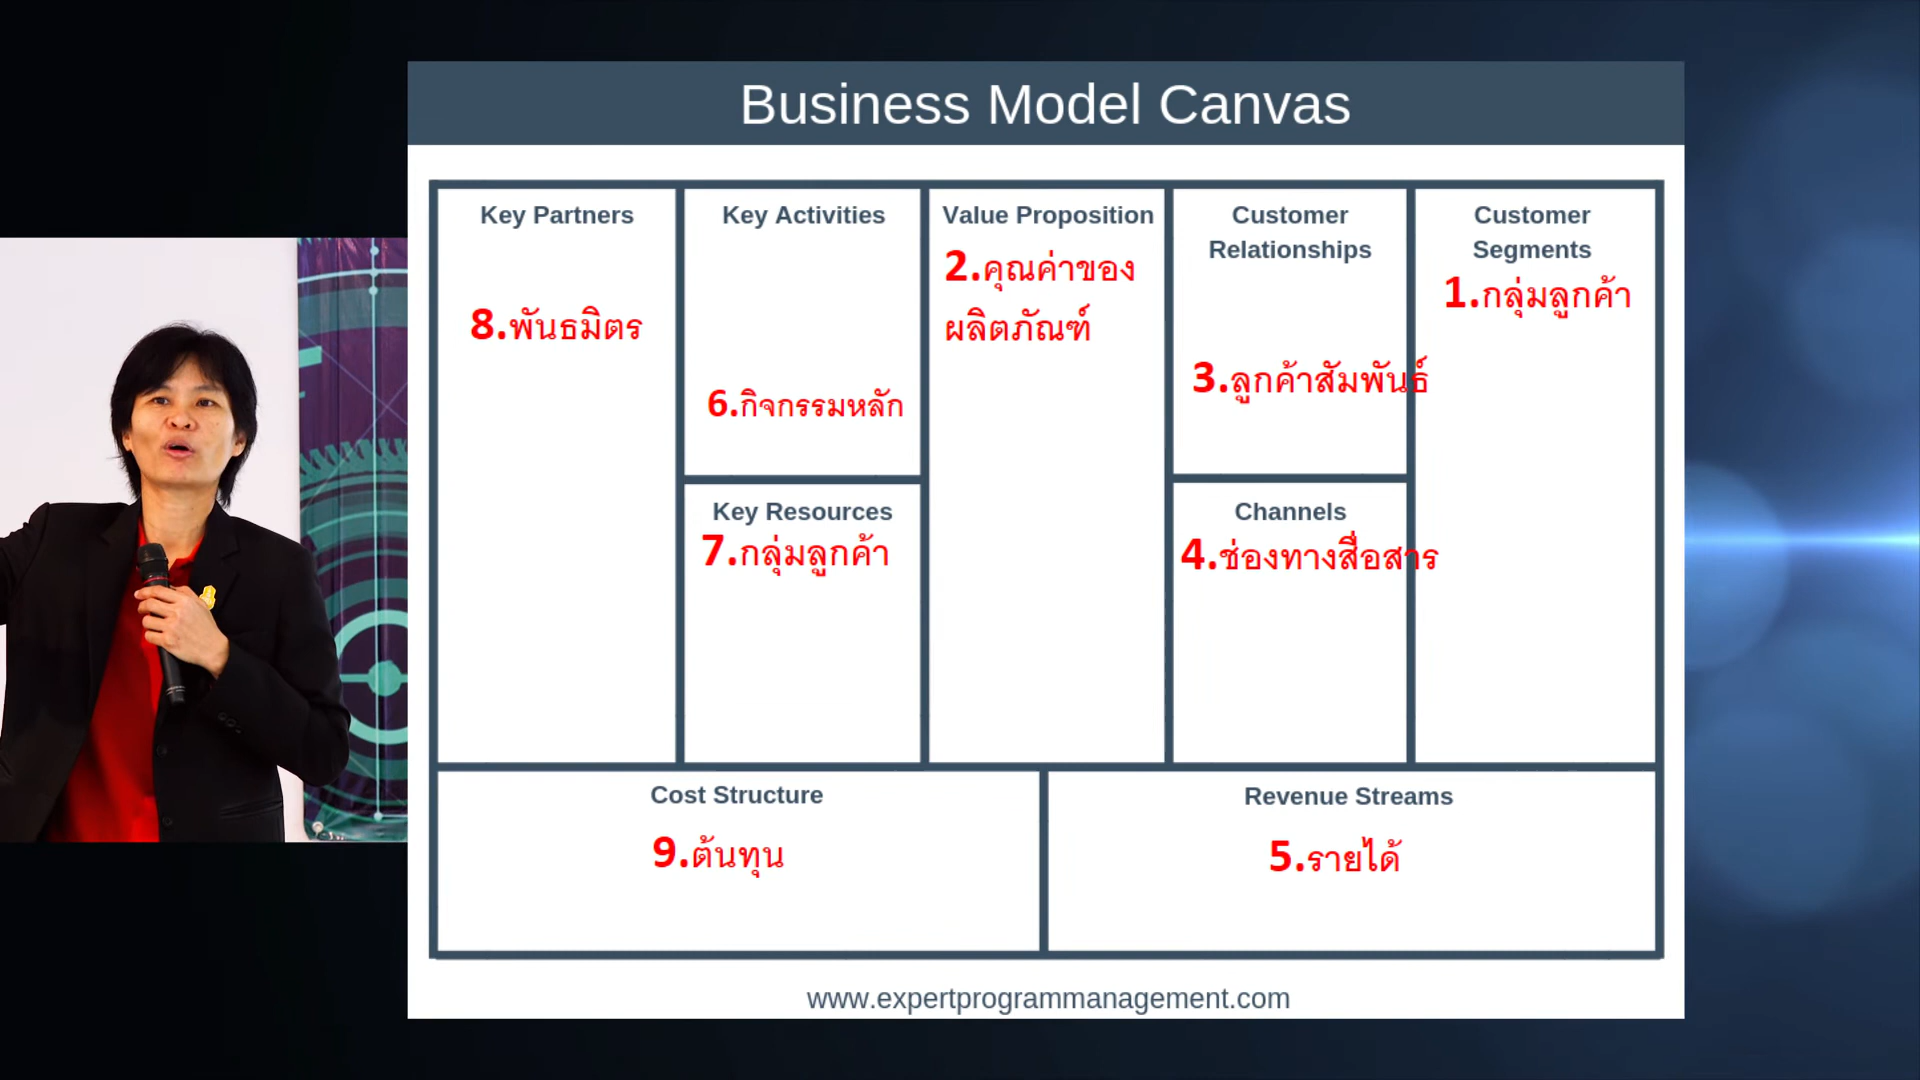 Business Model Canvas
Key Partners
8.พันธมิตร
Key Activities
6.กิจกรรมหลัก
Key Resources
7.กลุ่มลูกค้า
Value Proposition
2.คุณค่าของ
ผลิตภัณฑ์
Customer
Relationships
3.ลูกค้าสัมพันธ์
Channels
4.ช่องทางสื่อสาร
Customer
Segments
1.กลุ่มลูกค้า
Cost Structure
9.ต้นทุน
Revenue Streams
5.รายได้
www.expertprogrammanagement.com